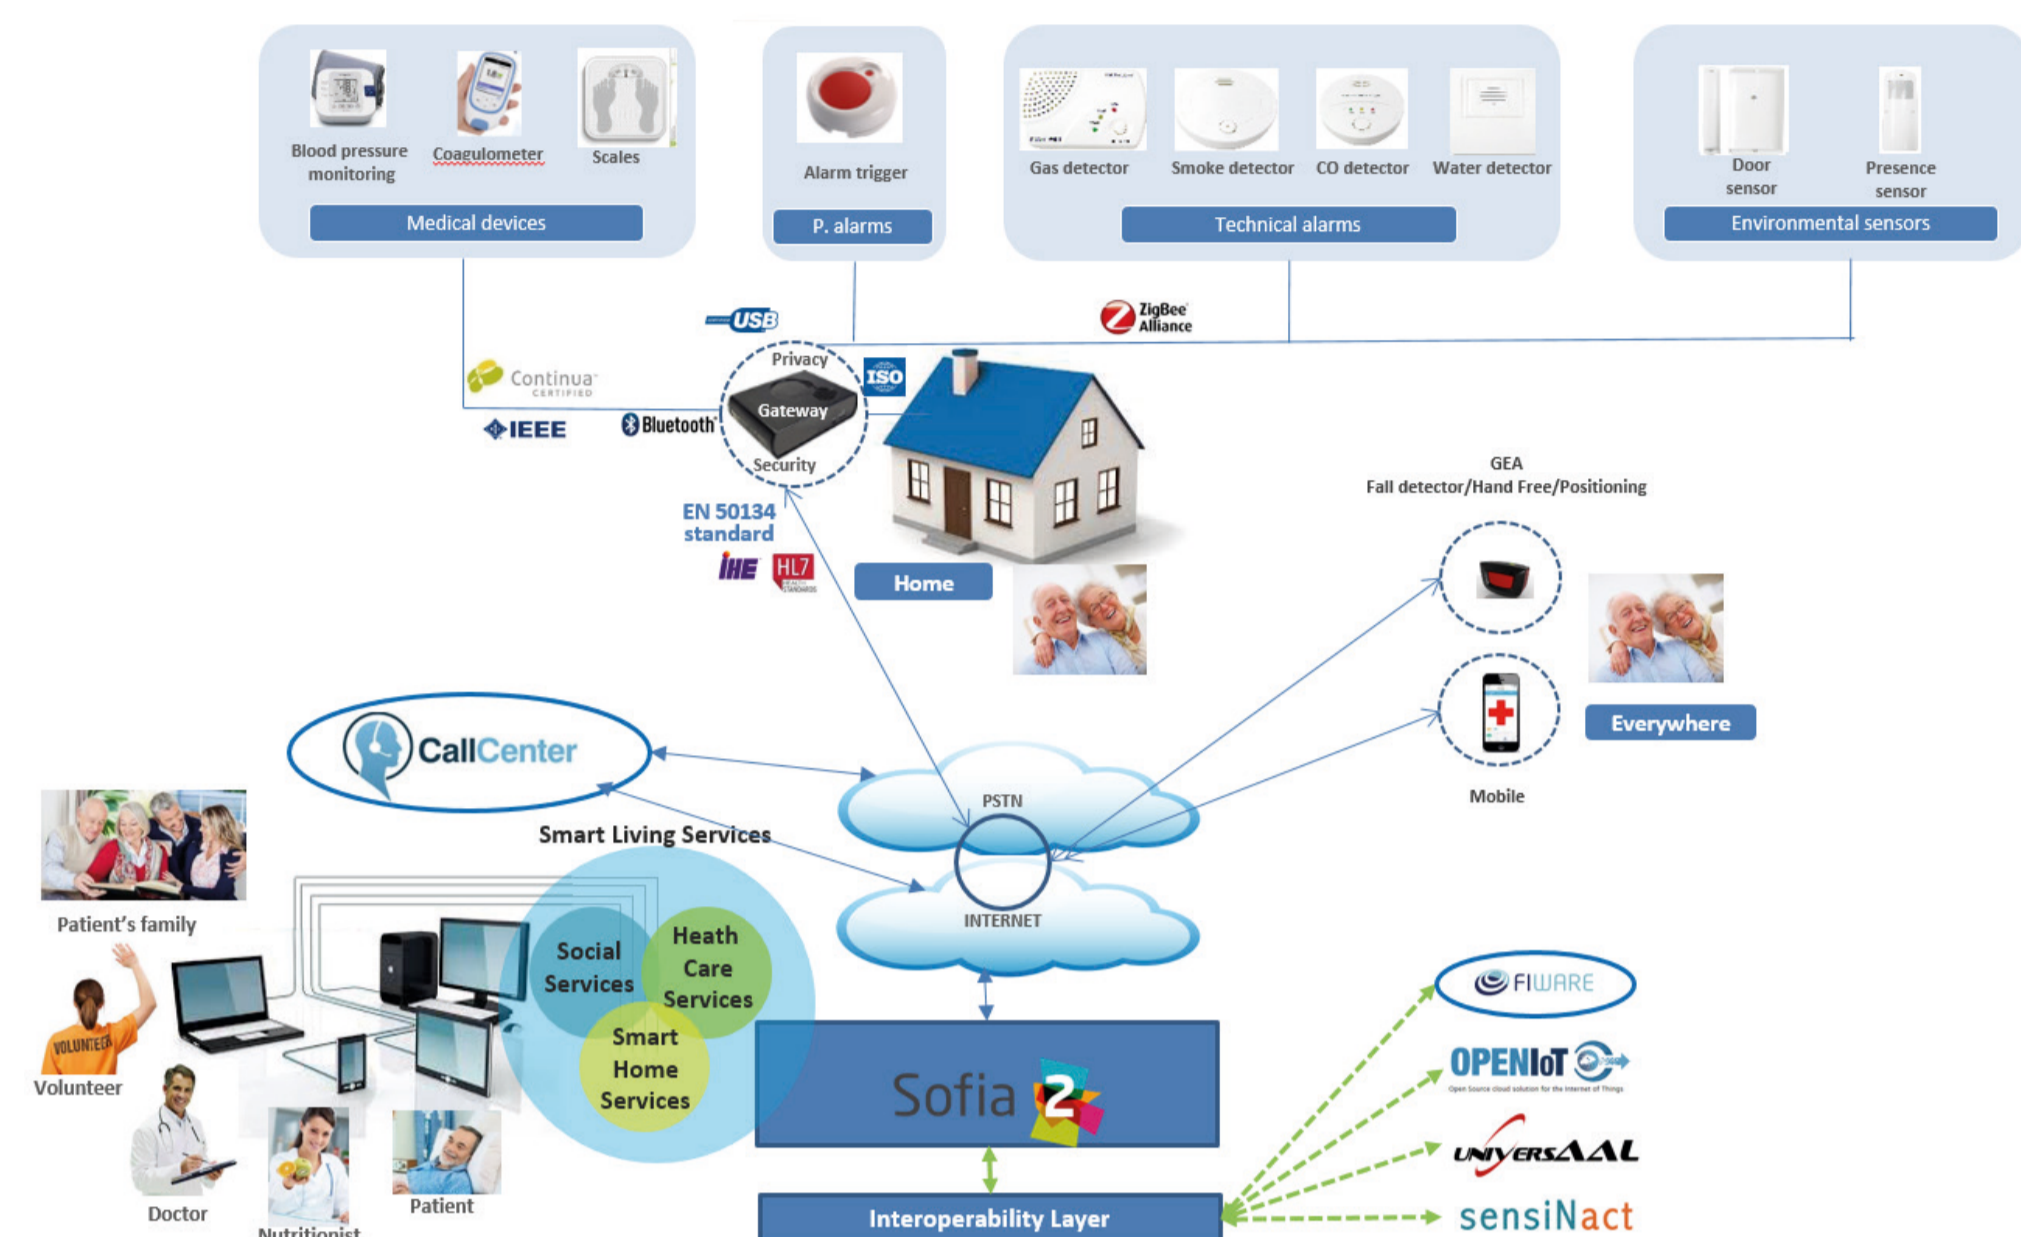 Blood pressure
monitoring
Coagulometer
Scales
Medical devices
Alarm trigger
P. alarms
Gas detector
Smoke detector
CO detector
Water detector
Technical alarms
Door
sensor
Presence
sensor
Environmental sensors
USB
ZigBee
Alliance
Continua
CERTIFIED
IEEE
Bluetooth
Privacy
Gateway
Security
ISO
EN 50134
standard
IHE
HL7
Home
GEA
Fall detector/Hand Free/Positioning
Everywhere
Mobile
CallCenter
PSTN
INTERNET
Smart Living Services
Social
Services
Heath
Care
Services
Smart
Home
Services
Patient's family
VOLUNTEER
Volunteer
Doctor
Nutritionist
Patient
Sofia 2
Interoperability Layer
FIWARE
OPENIoT
Open Source cloud solution for the Internet of Things
UNIVERSAAL
sensiNact